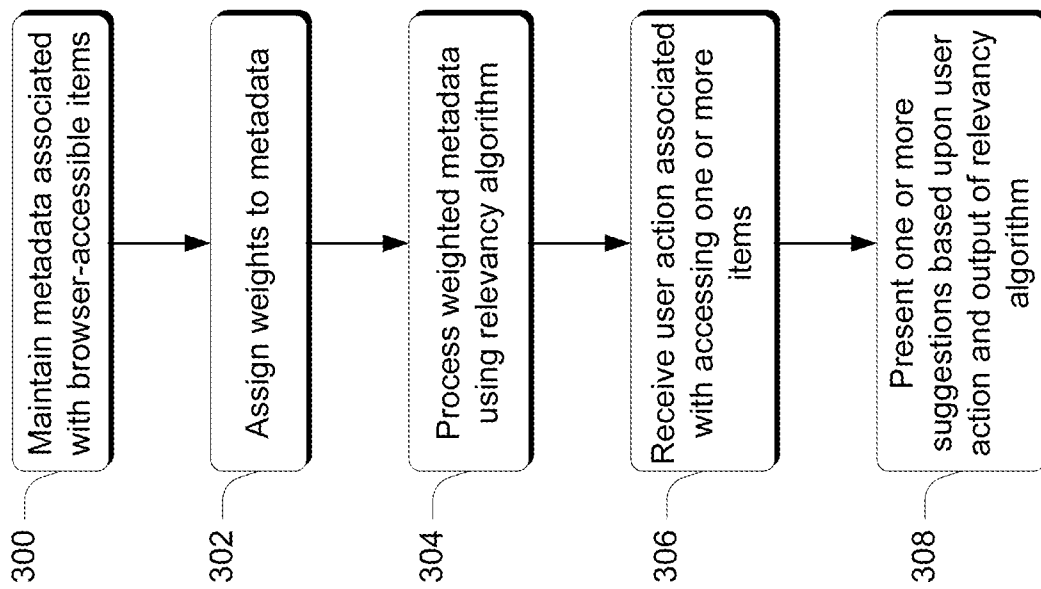 300
Maintain metadata associated
with browser-accessible items
302
Assign weights to metadata
304
Process weighted metadata
using relevancy algorithm
306
Receive user action associated
with accessing one or more
items
308
Present one or more
suggestions based upon user
action and output of relevancy
algorithm